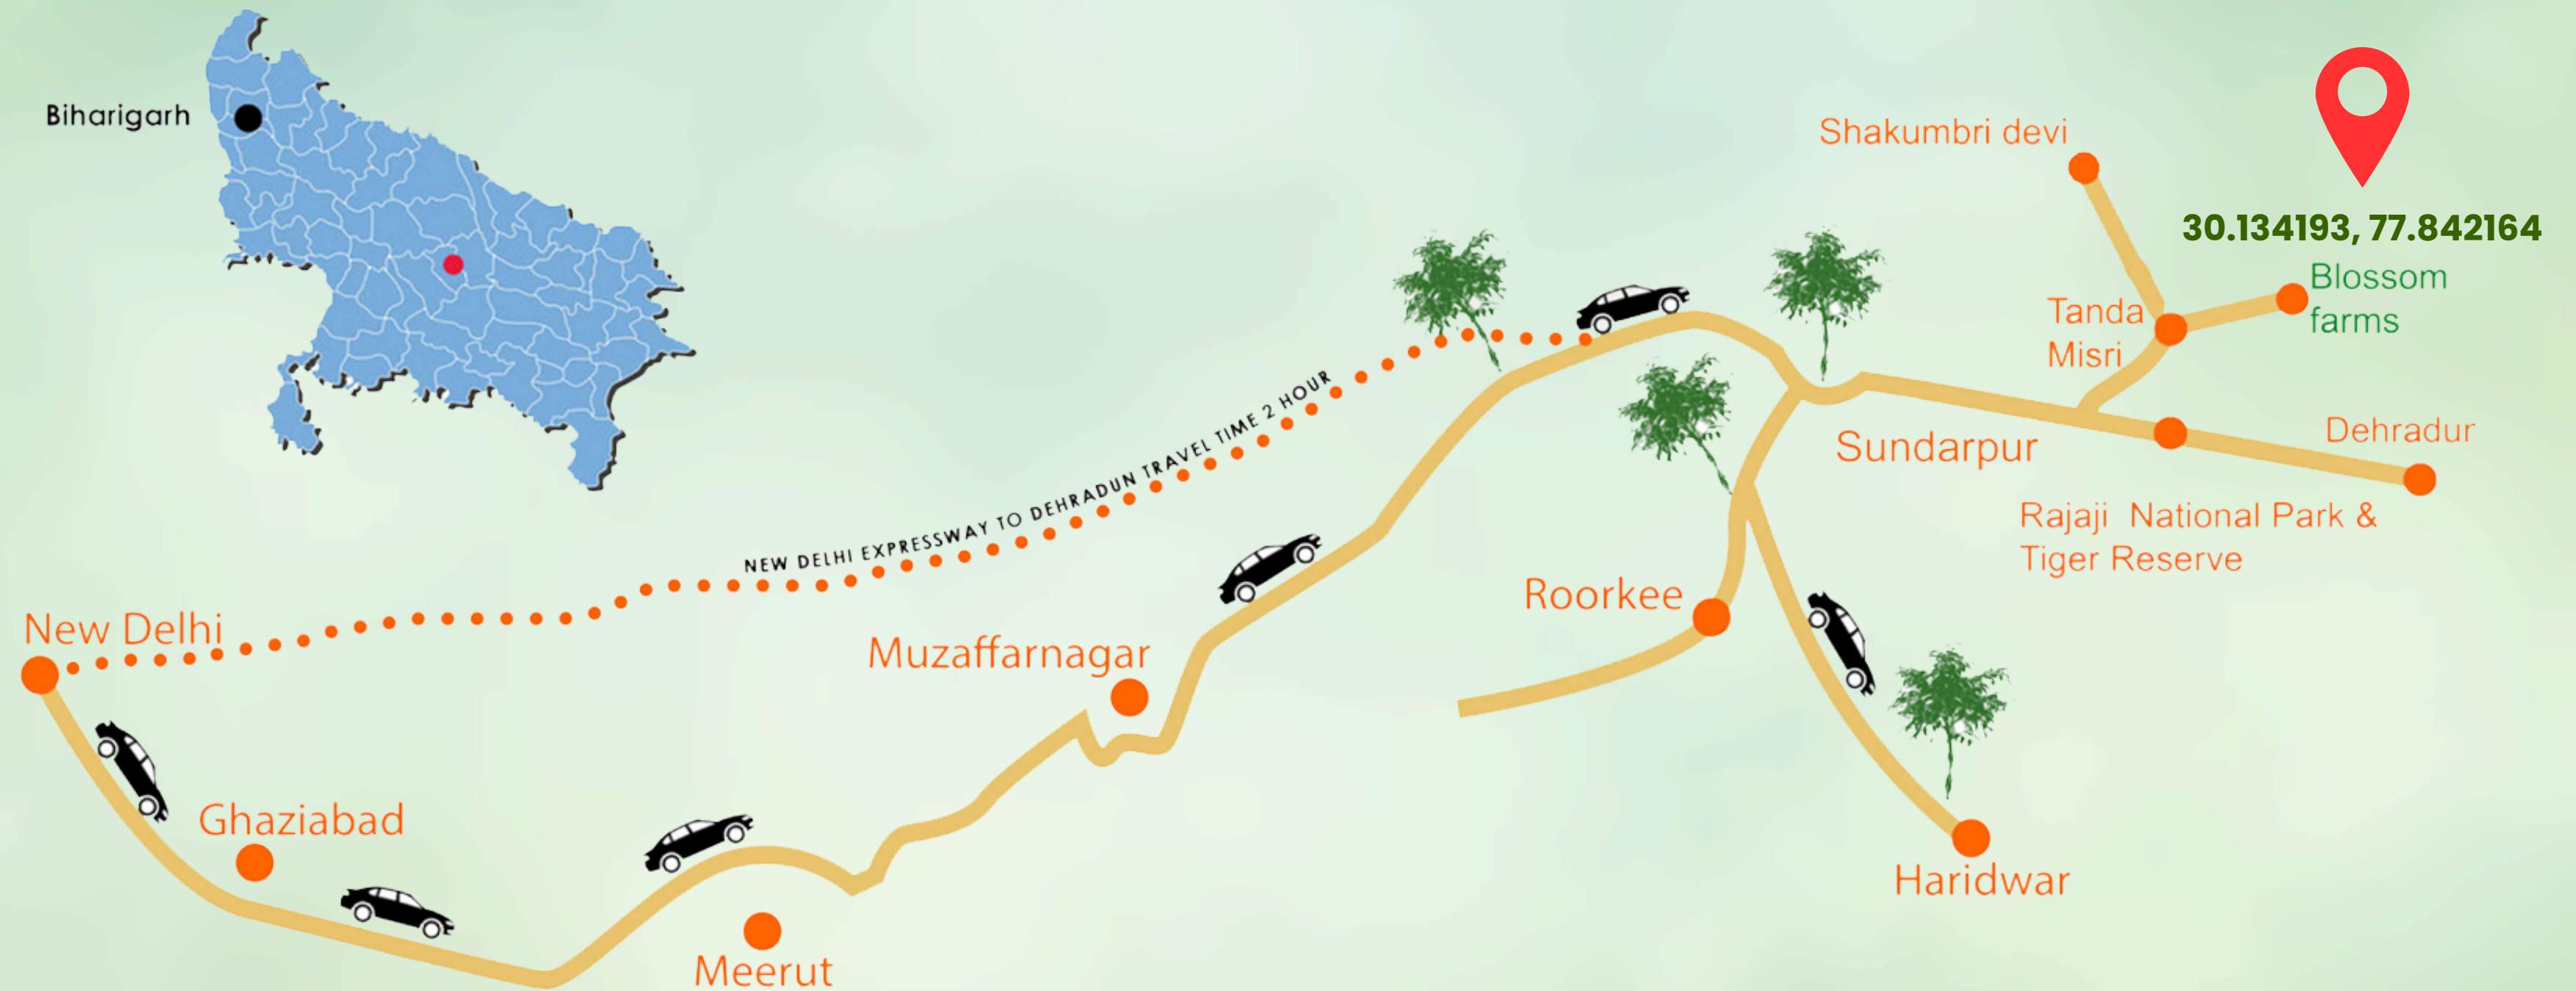 Biharigarh
Shakumbri devi
30.134193, 77.842164
Blossom
farms
Tanda
Misri
NEW DELHI EXPRESSWAY TO DEHRADUN TRAVEL TIME 2 HOUR
Sundarpur
Dehradur
Rajaji National Park &
Tiger Reserve
New Delhi
Roorkee
Muzaffarnagar
Ghaziabad
Haridwar
Meerut